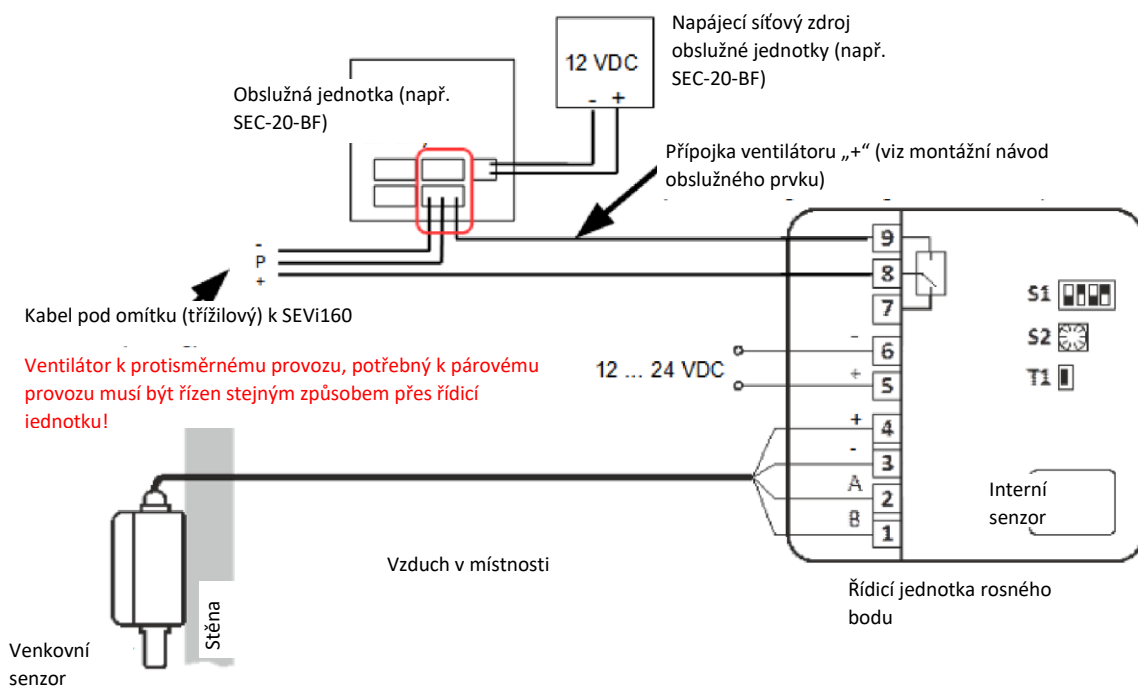 Napájecí síťový zdroj
obslužné jednotky (např.
SEC-20-BF)
12 VDC
- +
Obslužná jednotka (např.
SEC-20-BF)
Přípojka ventilátoru „+“ (viz montážní návod
obslužného prvku)
-
P
+
9
8
7
S1
S2
T1
Kabel pod omítku (třížilový) k SEVi160
Ventilátor k protisměrnému provozu, potřebný k párovému
provozu musí být řízen stejným způsobem přes řídicí
jednotku!
12 ... 24 VDC
- 6
+ 5
+ 4
- 3
A 2
B 1
Interní
senzor
Vzduch v místnosti
Stěna
Řídicí jednotka rosného
bodu
Venkovní
senzor